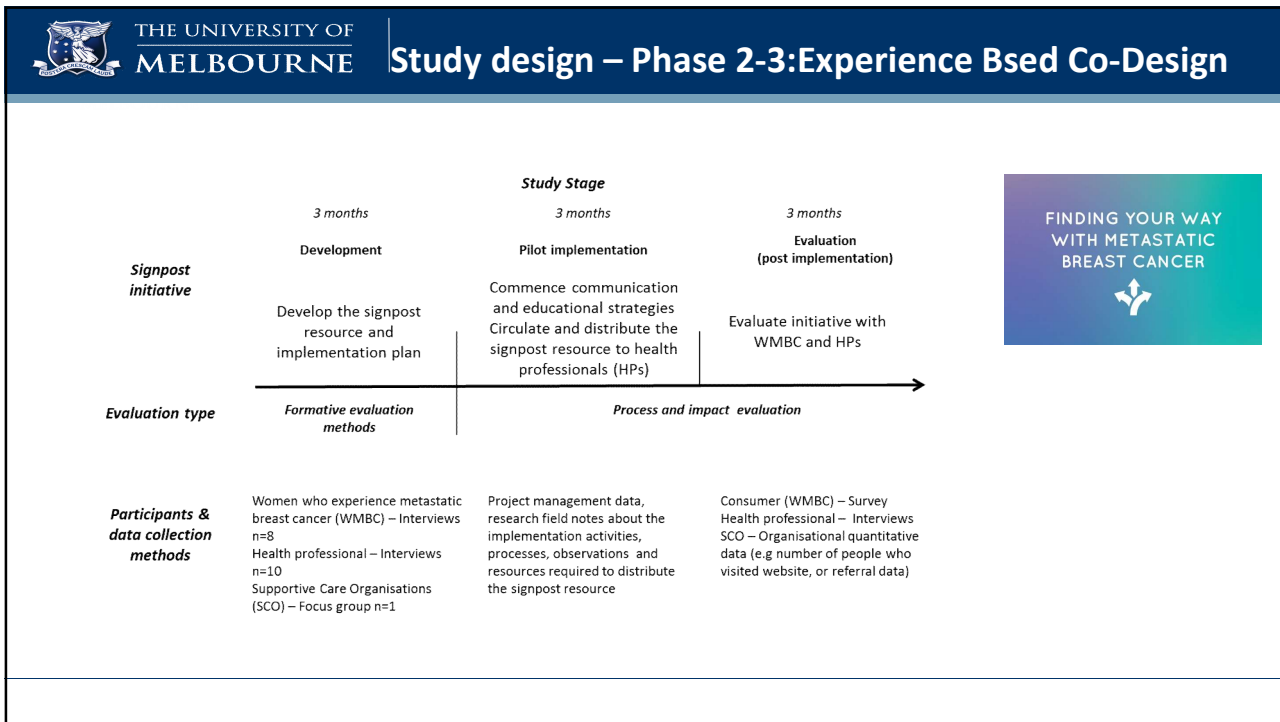 THE UNIVERSITY OF
MELBOURNE
POSTERA CRESCAM LAUDE
Study design – Phase 2-3:Experience Bsed Co-Design
Study Stage
3 months
3 months
3 months
Signpost
initiative
Development
Pilot implementation
Evaluation
(post implementation)
Develop the signpost
resource and
implementation plan
Commence communication
and educational strategies
Circulate and distribute the
signpost resource to health
professionals (HPs)
Evaluate initiative with
WMBC and HPs
FINDING YOUR WAY
WITH METASTATIC
BREAST CANCER
Evaluation type
Formative evaluation
methods
Process and impact evaluation
Participants &
data collection
methods
Women who experience metastatic
breast cancer (WMBC) – Interviews
n=8
Health professional – Interviews
n=10
Supportive Care Organisations
(SCO) – Focus group n=1
Project management data,
research field notes about the
implementation activities,
processes, observations and
resources required to distribute
the signpost resource
Consumer (WMBC) – Survey
Health professional – Interviews
SCO – Organisational quantitative
data (e.g number of people who
visited website, or referral data)